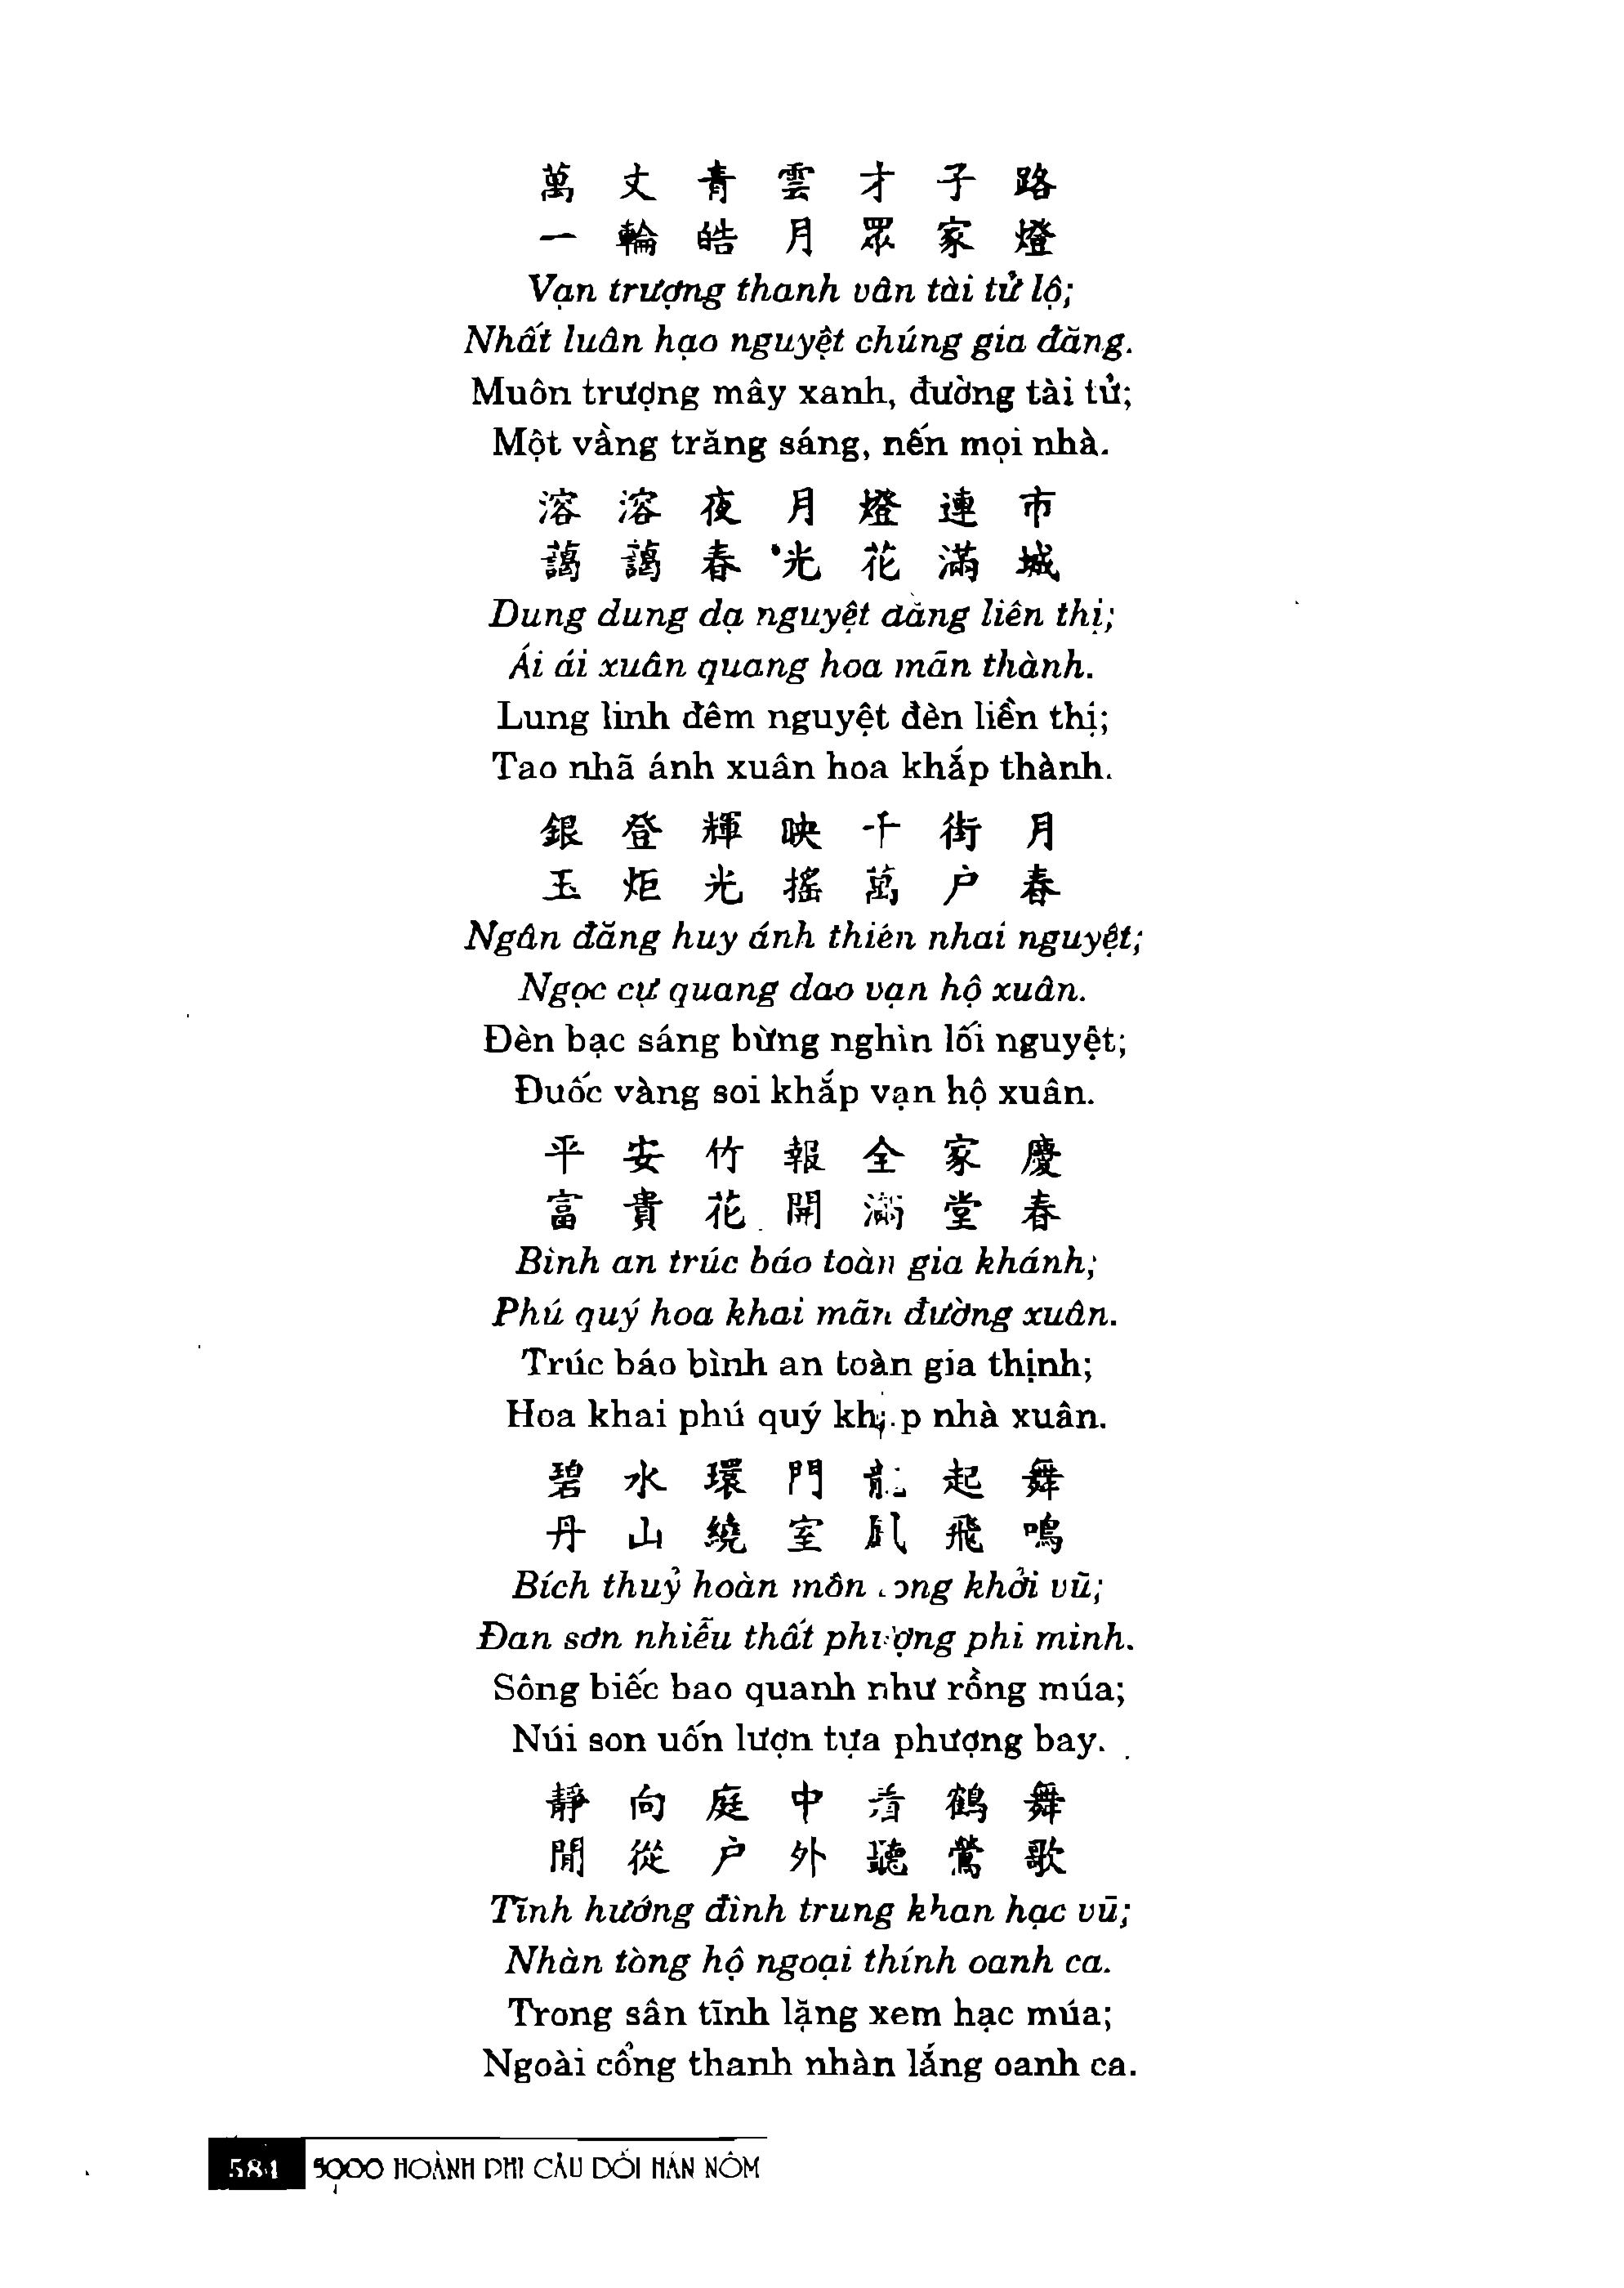 萬丈青雲才子路
一輪皓月眾家燈
Vạn trượng thanh vân tài tử lộ;
Nhất luân hạo nguyệt chúng gia đăng.
Muôn trượng mây xanh, đường tài tử;
Một vầng trăng sáng, nến mọi nhà.
溶溶夜月燈連市
藹藹春光花滿城
Dung dung dạ nguyệt đăng liên thị;
Ái ái xuân quang hoa mãn thành.
Lung linh đêm nguyệt đèn liền thị;
Tao nhã ánh xuân hoa khắp thành.
銀登輝映千街月
玉炬光搖萬户春
Ngân đăng huy ánh thiên nhai nguyệt;
Ngọc cự quang dao vạn hộ xuân.
Đèn bạc sáng bừng nghìn lối nguyệt;
Đuốc vàng soi khắp vạn hộ xuân.
平安竹報全家慶
富貴花開滿堂春
Bình an trúc báo toàn gia khánh;
Phú quý hoa khai mãn đường xuân.
Trúc báo bình an toàn gia thịnh;
Hoa khai phú quý khắp nhà xuân.
碧水環門龍起舞
丹山繞室鳳飛鳴
Bích thuỷ hoàn môn long khởi vũ;
Đan sơn nhiễu thất phượng phi minh.
Sông biếc bao quanh như rồng múa;
Núi son uốn lượn tựa phượng bay.
靜向庭中看鶴舞
閒從户外聽鶯歌
Tĩnh hướng đình trung khan hạc vũ;
Nhàn tòng hộ ngoại thính oanh ca.
Trong sân tĩnh lặng xem hạc múa;
Ngoài cổng thanh nhàn lắng oanh ca.
584 5000 HOÀNH PHI CÂU ĐỐI HÁN NÔM